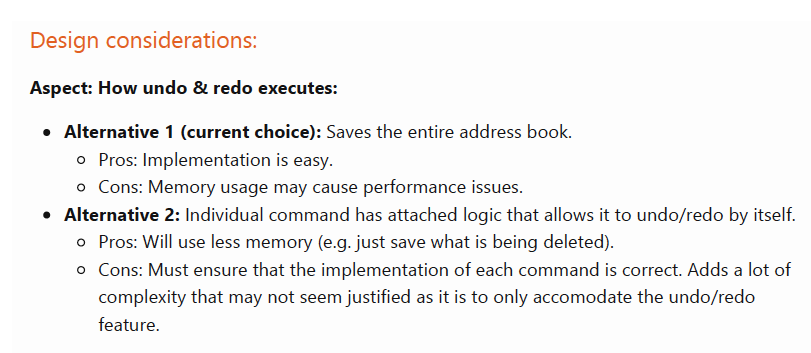 Design considerations:
Aspect: How undo & redo executes:
Alternative 1 (current choice): Saves the entire address book.
Pros: Implementation is easy.
Cons: Memory usage may cause performance issues.
Alternative 2: Individual command has attached logic that allows it to undo/redo by itself.
Pros: Will use less memory (e.g. just save what is being deleted).
Cons: Must ensure that the implementation of each command is correct. Adds a lot of
complexity that may not seem justified as it is to only accomodate the undo/redo
feature.